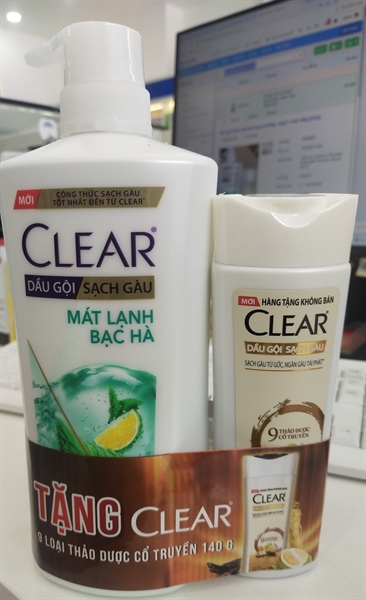 MỚI
CÔNG THỨC SẠCH GÀU
TỐT NHẤT ĐẾN TỪ CLEAR*
CLEAR
DẦU GỘI SẠCH GÀU
MÁT LẠNH
BẠC HÀ
MỚI HÀNG TẶNG KHÔNG BÁN
CLEAR
DẦU GỘI SẠCH GÀU
SẠCH GÀU TỪ GỐC, NGĂN GÀU TÁI PHÁT*
9 THẢO DƯỢC
CỔ TRUYỀN
TẶNG CLEAR
9 LOẠI THẢO DƯỢC CỔ TRUYỀN 140 G
CLEAR